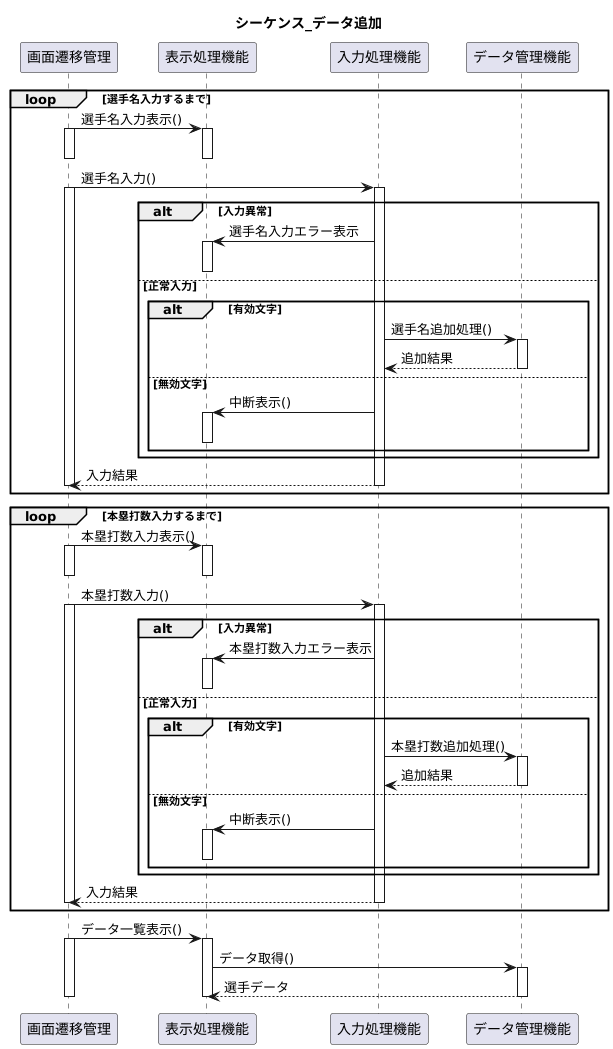 シーケンス_データ追加
画面遷移管理 表示処理機能 入力処理機能 データ管理機能
loop [選手名入力するまで]
選手名入力表示()
選手名入力()
alt [入力異常]
選手名入力エラー表示
[正常入力]
alt [有効文字]
選手名追加処理()
追加結果
[無効文字]
中断表示()
入力結果
loop [本塁打数入力するまで]
本塁打数入力表示()
本塁打数入力()
alt [入力異常]
本塁打数入力エラー表示
[正常入力]
alt [有効文字]
本塁打数追加処理()
追加結果
[無効文字]
中断表示()
入力結果
データ一覧表示()
データ取得()
選手データ
画面遷移管理 表示処理機能 入力処理機能 データ管理機能